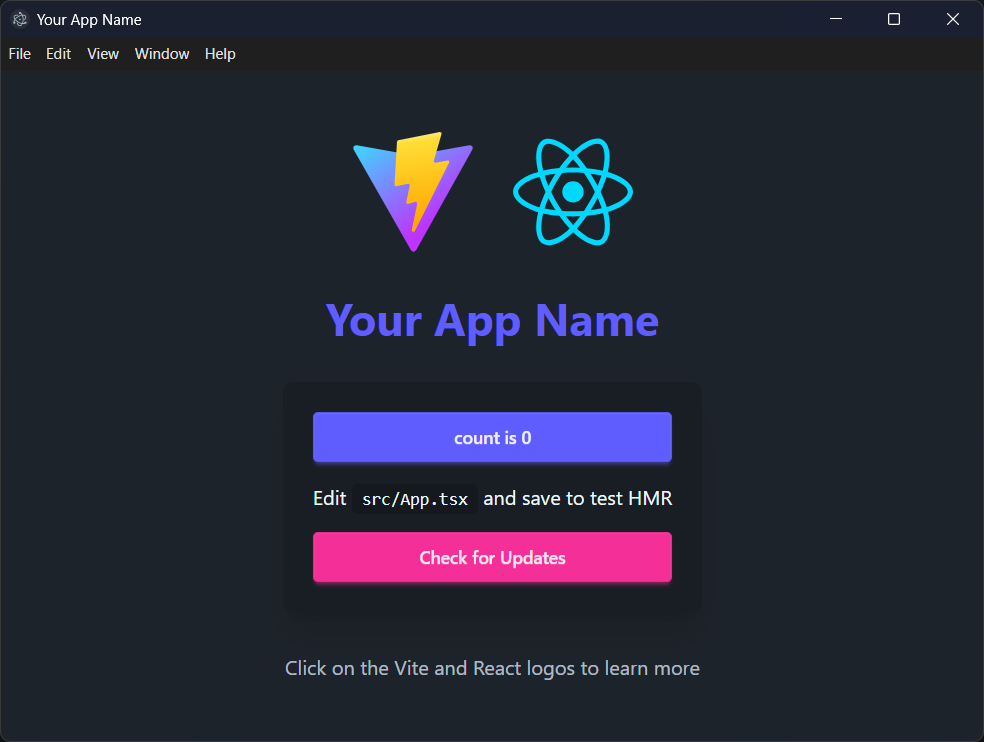 Your App Name
File Edit View Window Help
Your App Name
count is 0
Edit src/App.tsx and save to test HMR
Check for Updates
Click on the Vite and React logos to learn more